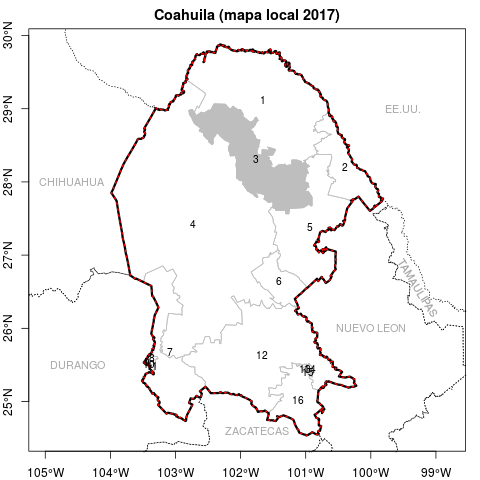 Coahuila (mapa local 2017)
30°N
29°N
28°N
27°N
26°N
25°N
1
EE.UU.
3
2
CHIHUAHUA
4
5
TAMAULIPAS
6
NUEVO LEON
7
12
DURANGO
16
ZACATECAS
105°W
104°W
103°W
102°W
101°W
100°W
99°W